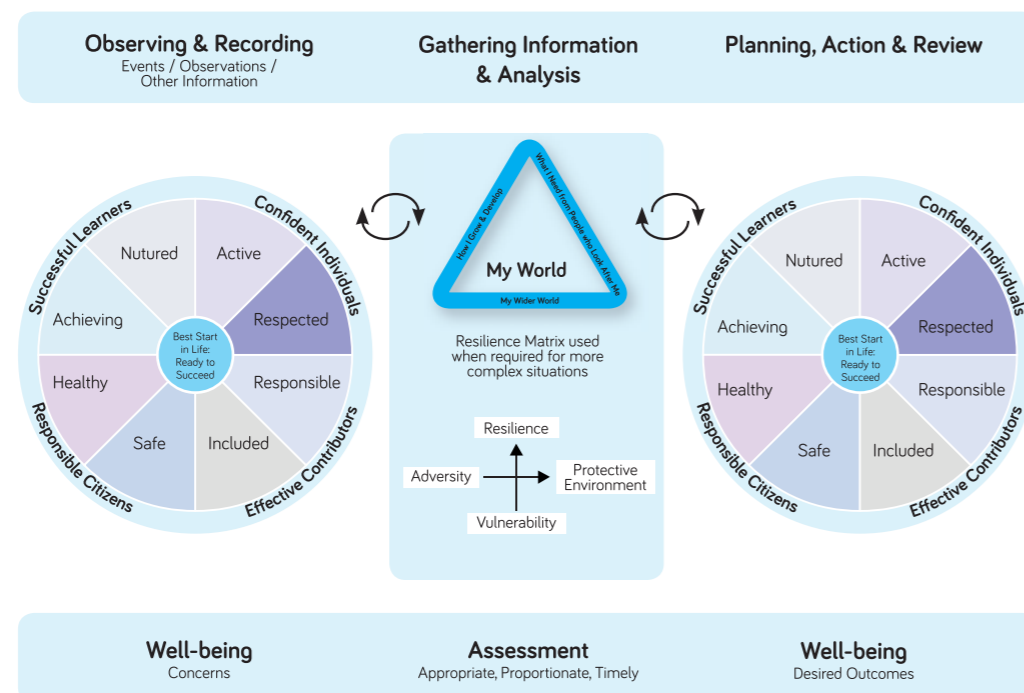 Observing & Recording
Events / Observations /
Other Information
Gathering Information
& Analysis
Planning, Action & Review
Successful Learners
Confident Individuals
Nutured
Active
Achieving
Respected
Best Start
in Life:
Ready to
Succeed
Healthy
Responsible
Safe
Included
Responsible Citizens
Effective Contributors
How I Grow & Develop
What I Need from People who Look After Me
My World
My Wider World
Resilience Matrix used
when required for more
complex situations
Resilience
Adversity
Protective
Environment
Vulnerability
Successful Learners
Confident Individuals
Nutured
Active
Achieving
Respected
Best Start
in Life:
Ready to
Succeed
Healthy
Responsible
Safe
Included
Responsible Citizens
Effective Contributors
Well-being
Concerns
Assessment
Appropriate, Proportionate, Timely
Well-being
Desired Outcomes